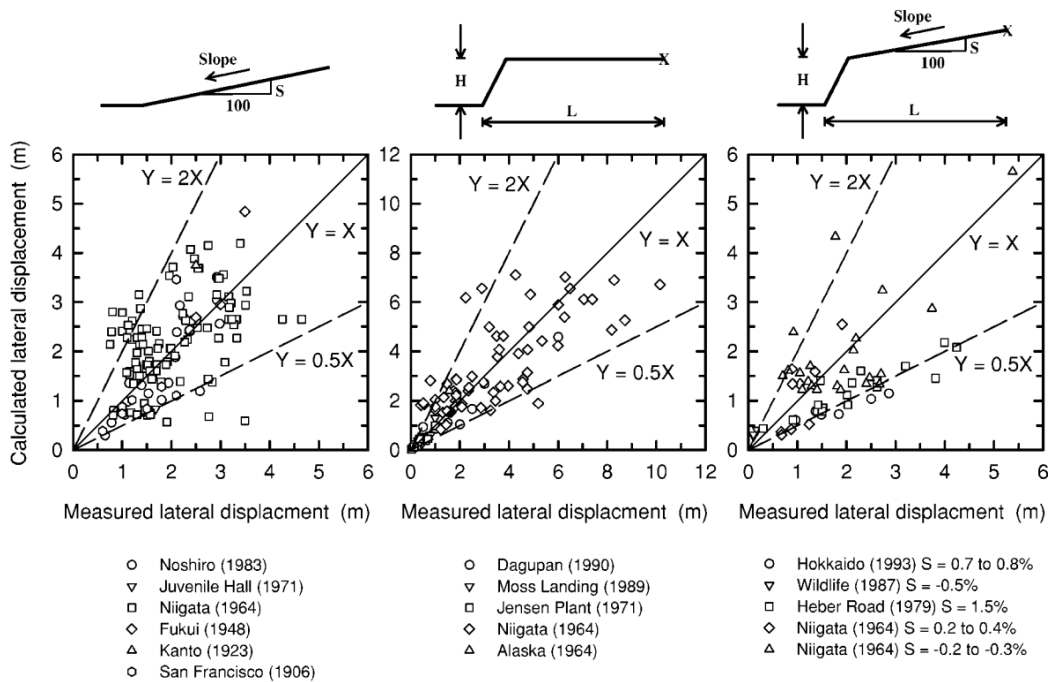 Slope
S
100
H
X
L
Slope
X
S
100
H
L
Calculated lateral displacement (m)
6
5
4
3
2
1
0
Y = 2X
Y = X
Y = 0.5X
0 1 2 3 4 5 6
Measured lateral displacment (m)
12
10
8
6
4
2
0
Y = 2X
Y = X
Y = 0.5X
0 2 4 6 8 10 12
Measured lateral displacment (m)
6
5
4
3
2
1
0
Y = 2X
Y = X
Y = 0.5X
0 1 2 3 4 5 6
Measured lateral displacment (m)
Noshiro (1983)
Juvenile Hall (1971)
Niigata (1964)
Fukui (1948)
Kanto (1923)
San Francisco (1906)
Dagupan (1990)
Moss Landing (1989)
Jensen Plant (1971)
Niigata (1964)
Alaska (1964)
Hokkaido (1993) S = 0.7 to 0.8%
Wildlife (1987) S = -0.5%
Heber Road (1979) S = 1.5%
Niigata (1964) S = 0.2 to 0.4%
Niigata (1964) S = -0.2 to -0.3%